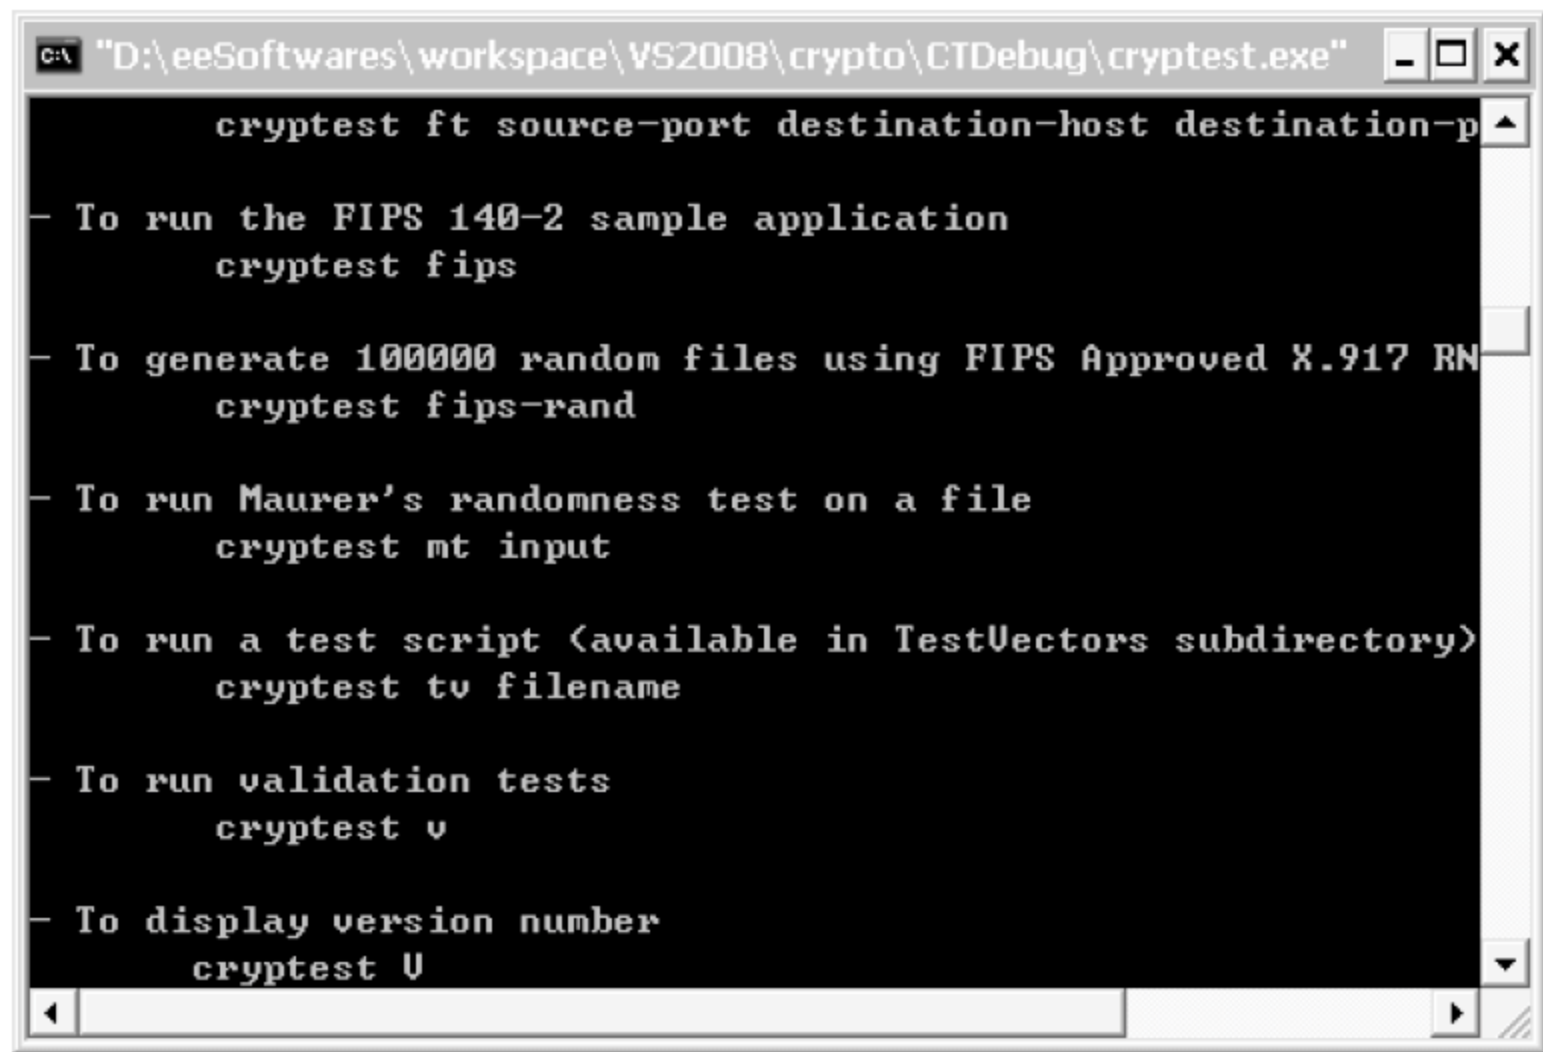 "D:\eeSoftwares\workspace\VS2008\crypto\CTDebug\cryptest.exe"
cryptest ft source-port destination-host destination-p
- To run the FIPS 140-2 sample application
cryptest fips
- To generate 100000 random files using FIPS Approved X.917 RN
cryptest fips-rand
- To run Maurer's randomness test on a file
cryptest mt input
- To run a test script (available in TestVectors subdirectory)
cryptest tv filename
- To run validation tests
cryptest v
- To display version number
cryptest V